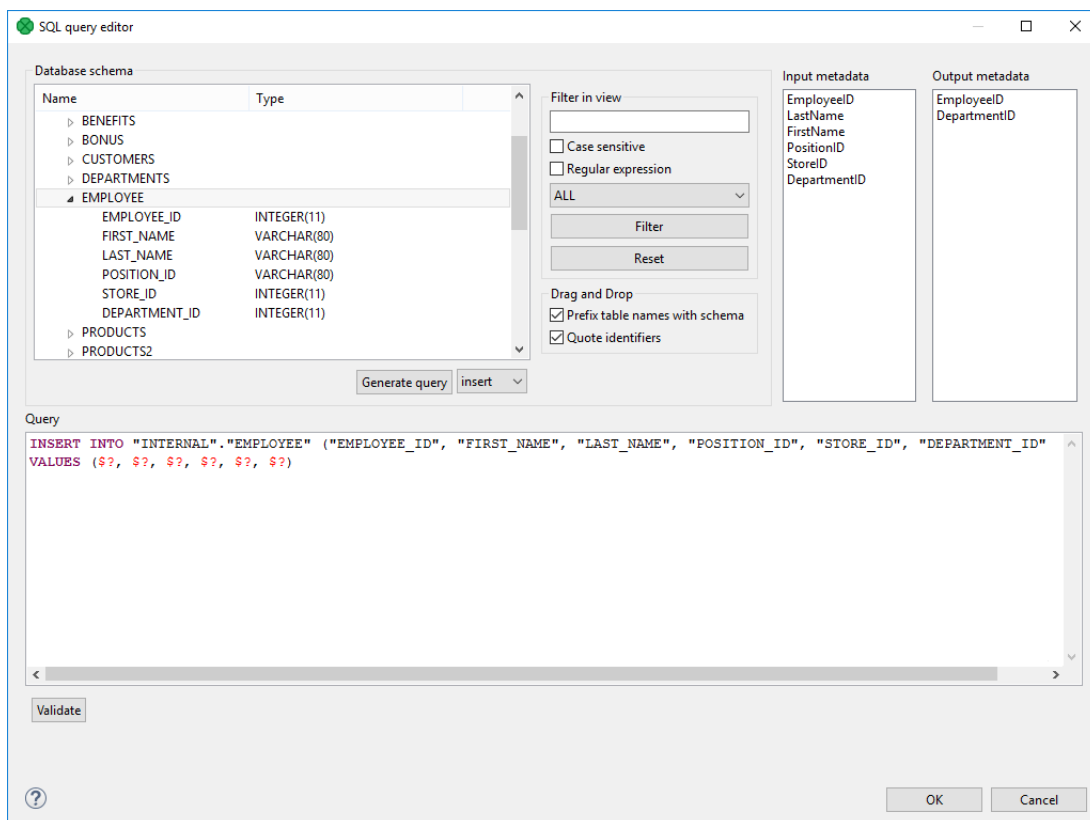 SQL query editor
Database schema
Name Type
BENEFITS
BONUS
CUSTOMERS
DEPARTMENTS
EMPLOYEE
EMPLOYEE_ID INTEGER(11)
FIRST_NAME VARCHAR(80)
LAST_NAME VARCHAR(80)
POSITION_ID VARCHAR(80)
STORE_ID INTEGER(11)
DEPARTMENT_ID INTEGER(11)
PRODUCTS
PRODUCTS2
Generate query insert
Filter in view
Case sensitive
Regular expression
ALL
Filter
Reset
Drag and Drop
Prefix table names with schema
Quote identifiers
Input metadata
EmployeeID
LastName
FirstName
PositionID
StoreID
DepartmentID
Output metadata
EmployeeID
DepartmentID
Query
INSERT INTO "INTERNAL"."EMPLOYEE" ("EMPLOYEE_ID", "FIRST_NAME", "LAST_NAME", "POSITION_ID", "STORE_ID", "DEPARTMENT_ID"
VALUES ($?, $?, $?, $?, $?, $?)
Validate
?
OK Cancel